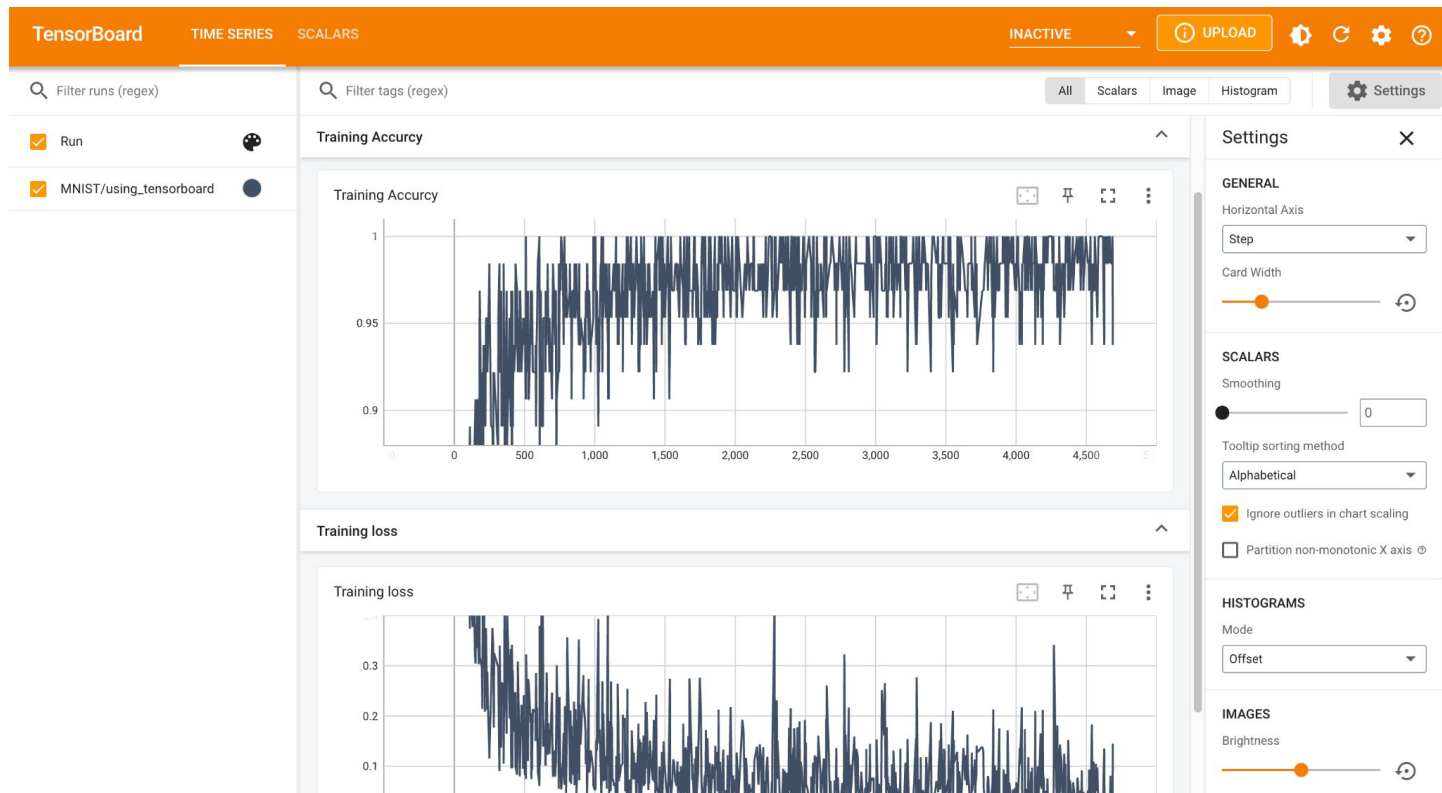 TensorBoard TIME SERIES SCALARS INACTIVE UPLOAD
Filter runs (regex)
Run
MNIST/using_tensorboard
Filter tags (regex) All Scalars Image Histogram Settings
Training Accurcy
Training Accurcy
1
0.95
0.9
0 500 1,000 1,500 2,000 2,500 3,000 3,500 4,000 4,500
Training loss
Training loss
0.3
0.2
0.1
Settings
GENERAL
Horizontal Axis
Step
Card Width
SCALARS
Smoothing
0
Tooltip sorting method
Alphabetical
Ignore outliers in chart scaling
Partition non-monotonic X axis
HISTOGRAMS
Mode
Offset
IMAGES
Brightness